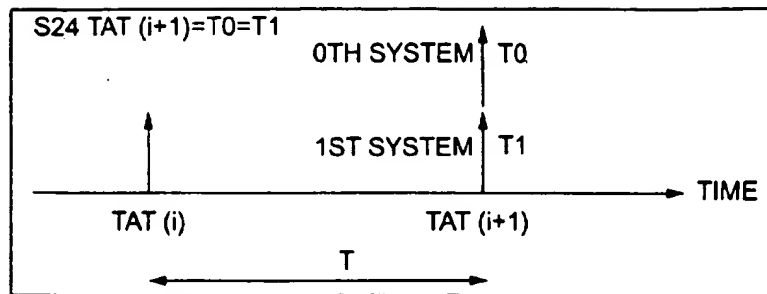 S24 TAT (i+1)=T0=T1
0TH SYSTEM T0
1ST SYSTEM T1
TIME
TAT (i) TAT (i+1)
T